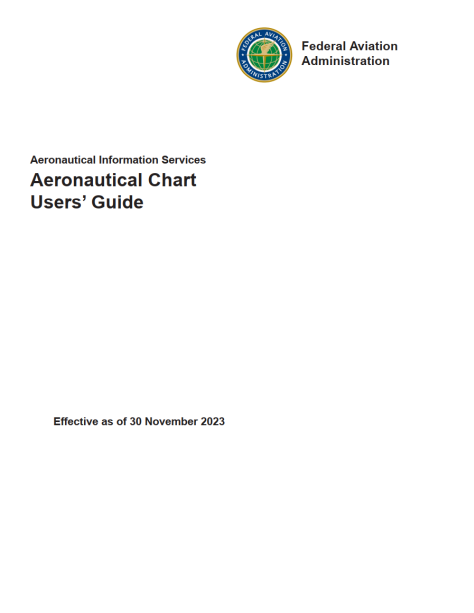 FEDERAL AVIATION
ADMINISTRATION
Federal Aviation
Administration
Aeronautical Information Services
Aeronautical Chart
Users’ Guide
Effective as of 30 November 2023